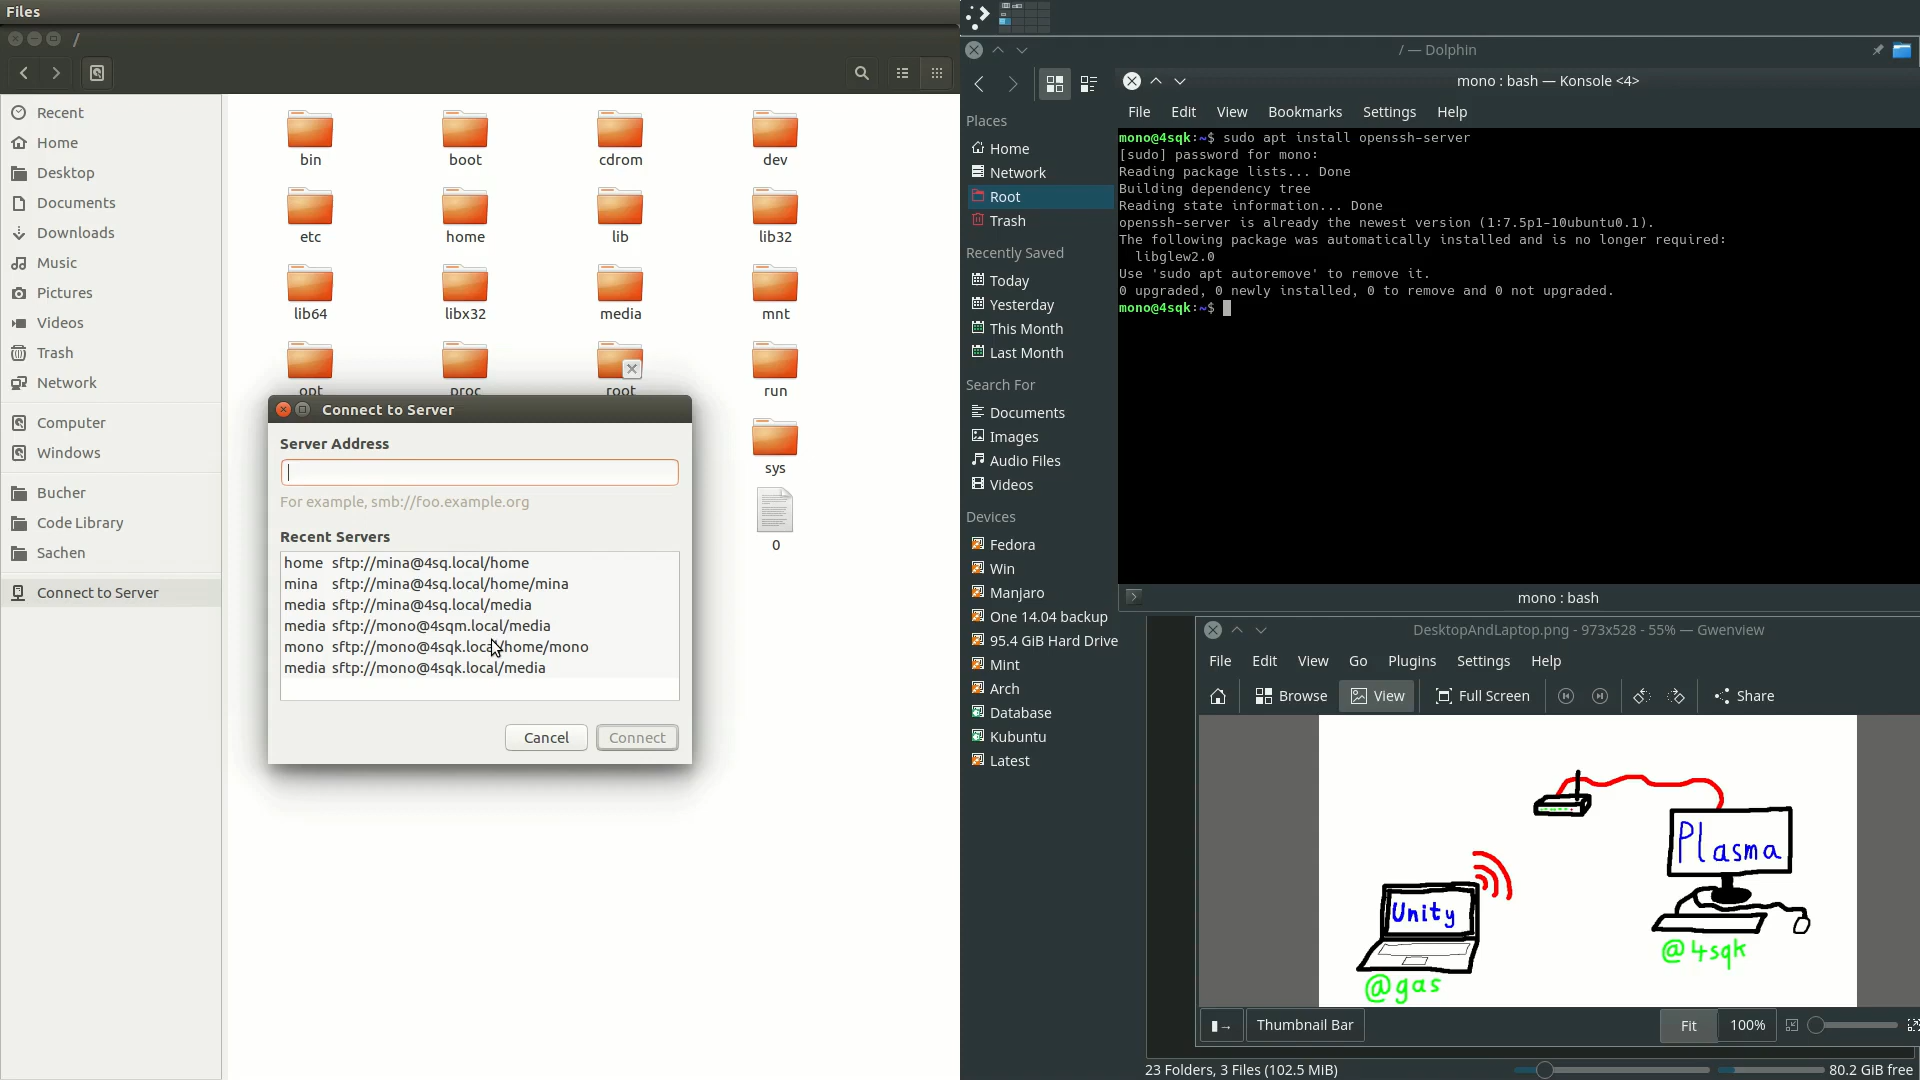 Files
/
Recent
Home
Desktop
Documents
Downloads
Music
Pictures
Videos
Trash
Network
Computer
Windows
Bucher
Code Library
Sachen
Connect to Server
bin boot cdrom dev
etc home lib lib32
lib64 libx32 media mnt
opt proc root run
sys
0
Connect to Server
Server Address
For example, smb://foo.example.org
Recent Servers
home sftp://mina@4sq.local/home
mina sftp://mina@4sq.local/home/mina
media sftp://mina@4sq.local/media
media sftp://mono@4sqm.local/media
mono sftp://mono@4sqk.local/home/mono
media sftp://mono@4sqk.local/media
Cancel Connect
/ — Dolphin
Places
Home
Network
Root
Trash
Recently Saved
Today
Yesterday
This Month
Last Month
Search For
Documents
Images
Audio Files
Videos
Devices
Fedora
Win
Manjaro
One 14.04 backup
95.4 GiB Hard Drive
Mint
Arch
Database
Kubuntu
Latest
mono : bash — Konsole <4>
File Edit View Bookmarks Settings Help
mono@4sqk:~$ sudo apt install openssh-server
[sudo] password for mono:
Reading package lists... Done
Building dependency tree
Reading state information... Done
openssh-server is already the newest version (1:7.5p1-10ubuntu0.1).
The following package was automatically installed and is no longer required:
libglew2.0
Use 'sudo apt autoremove' to remove it.
0 upgraded, 0 newly installed, 0 to remove and 0 not upgraded.
mono@4sqk:~$
mono : bash
DesktopAndLaptop.png - 973x528 - 55% — Gwenview
File Edit View Go Plugins Settings Help
Browse View Full Screen Share
Plasma
@4sqk
Unity
@gas
Thumbnail Bar Fit 100%
23 Folders, 3 Files (102.5 MiB) 80.2 GiB free